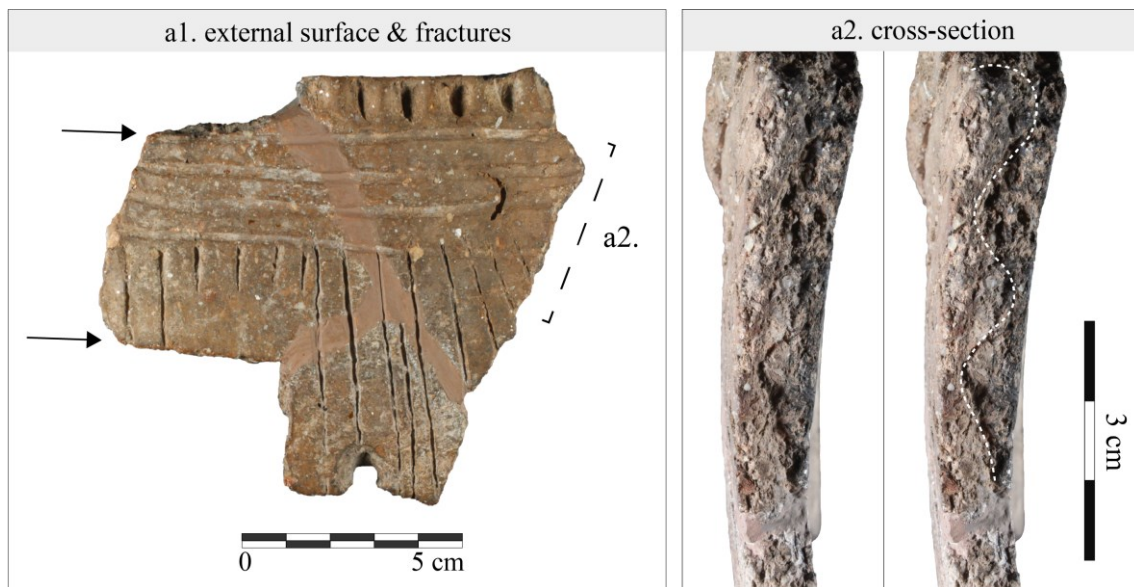 a1. external surface & fractures
a2. cross-section
a2.
0 5 cm
3 cm